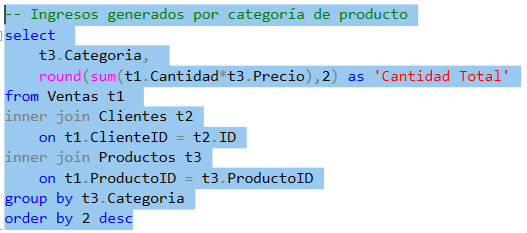 -- Ingresos generados por categoría de producto
select
    t3.Categoria,
    round(sum(t1.Cantidad*t3.Precio),2) as 'Cantidad Total'
from Ventas t1
inner join Clientes t2
    on t1.ClienteID = t2.ID
inner join Productos t3
    on t1.ProductoID = t3.ProductoID
group by t3.Categoria
order by 2 desc